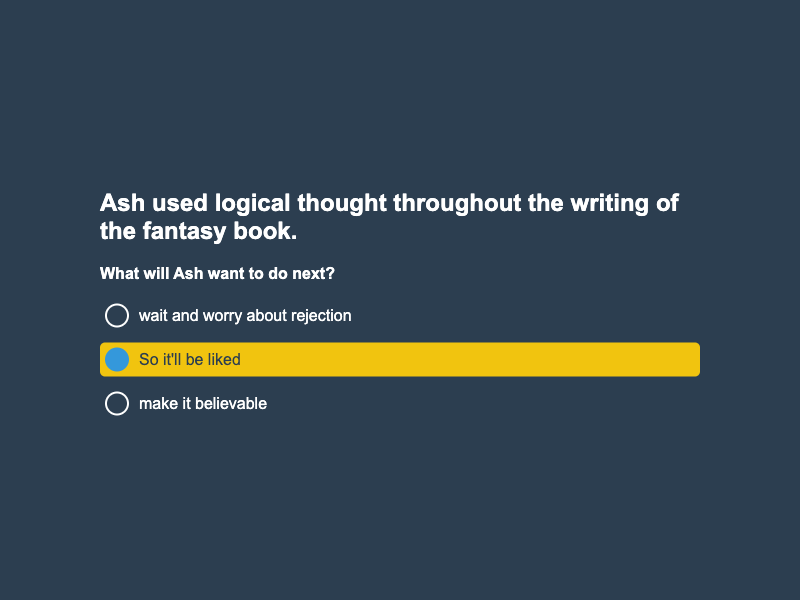 Ash used logical thought throughout the writing of
the fantasy book.
What will Ash want to do next?
wait and worry about rejection
So it'll be liked
make it believable